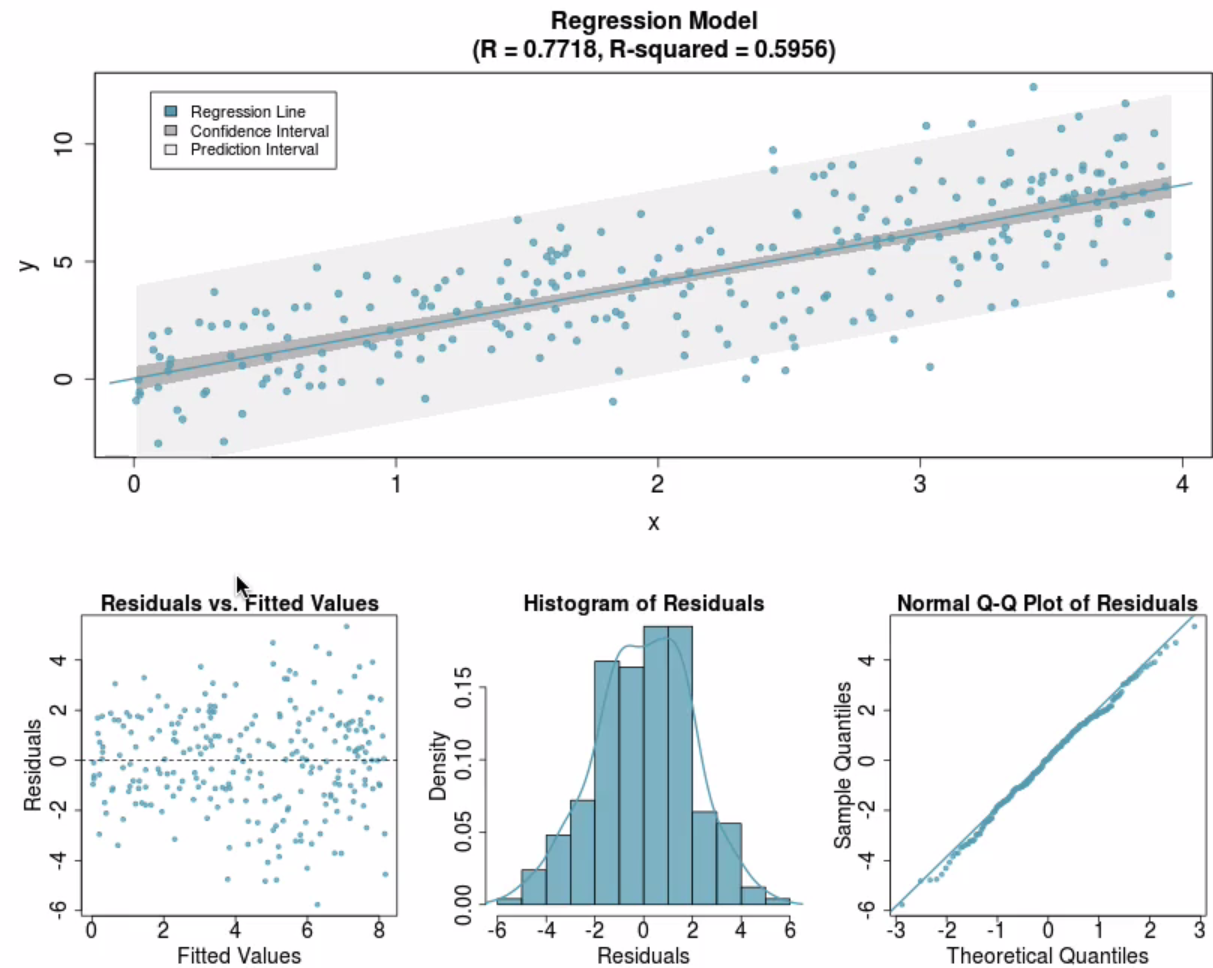 Regression Model
(R = 0.7718, R-squared = 0.5956)
Regression Line
Confidence Interval
Prediction Interval
10
5
0
y
0 1 2 3 4
x
Residuals vs. Fitted Values
4
2
0
-2
-4
-6
Residuals
0 2 4 6 8
Fitted Values
Histogram of Residuals
0.15
0.10
0.05
0.00
Density
-6 -4 -2 0 2 4 6
Residuals
Normal Q-Q Plot of Residuals
4
2
0
-2
-4
-6
Sample Quantiles
-3 -2 -1 0 1 2 3
Theoretical Quantiles